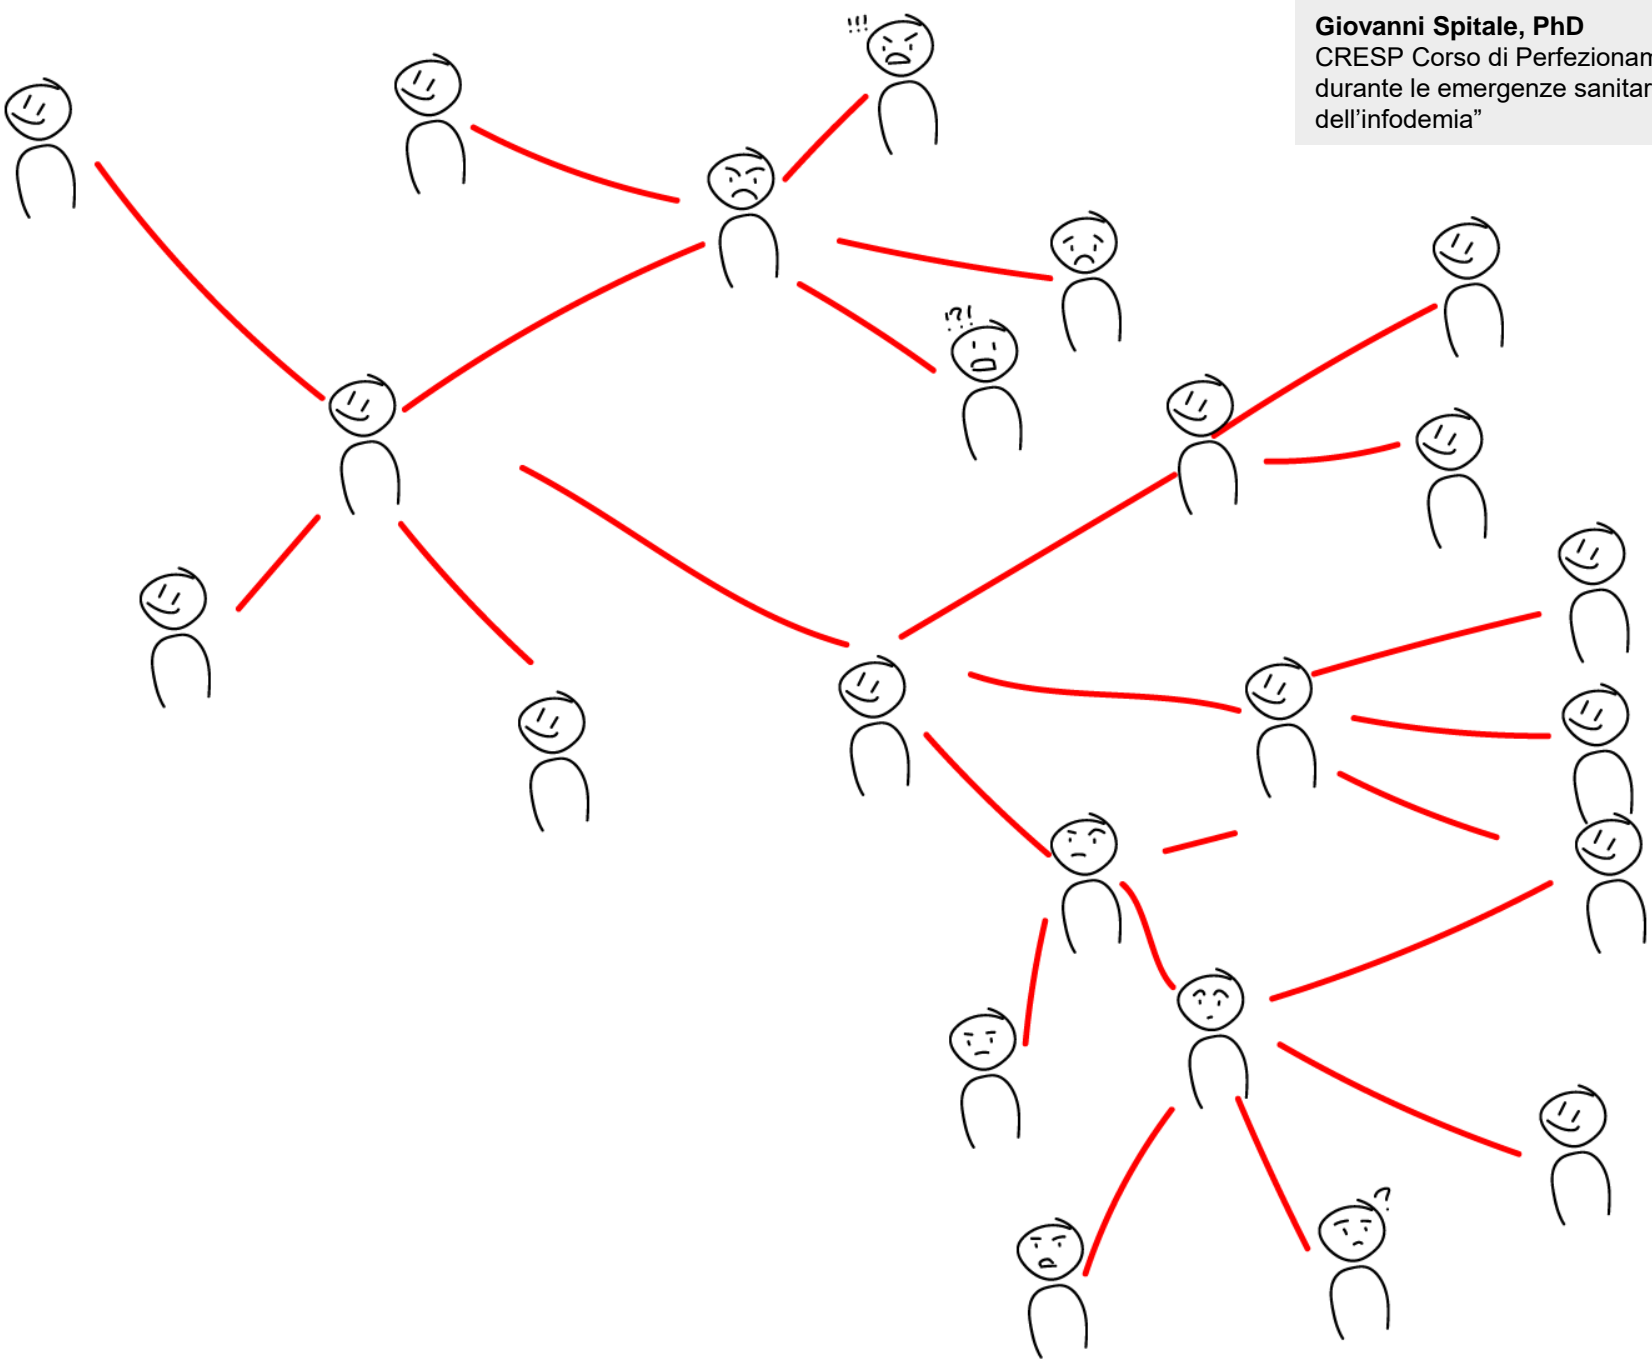 !!!
Giovanni Spitale, PhD
CRESP Corso di Perfezionam
durante le emergenze sanitar
dell’infodemia”
!?!
?